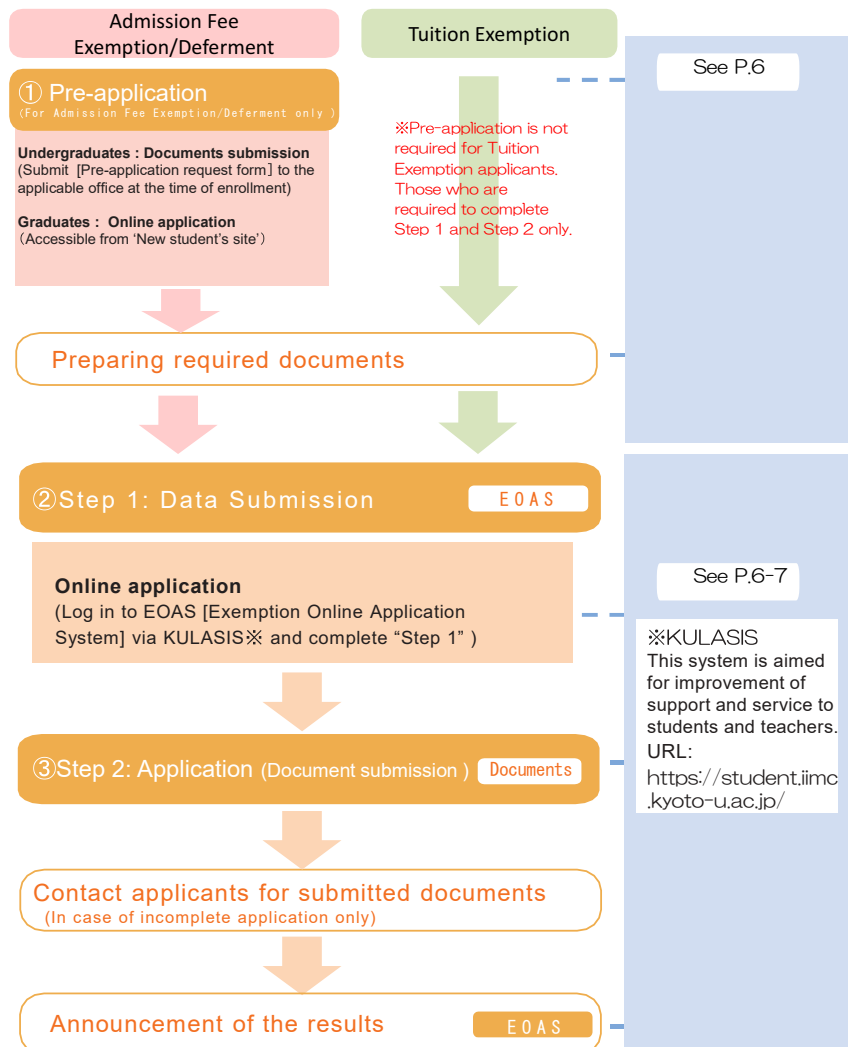 Admission Fee
Exemption/Deferment
Tuition Exemption
① Pre-application
(For Admission Fee Exemption/Deferment only )
Undergraduates : Documents submission
(Submit [Pre-application request form] to the
applicable office at the time of enrollment)
Graduates : Online application
(Accessible from ‘New student’s site’)
※Pre-application is not
required for Tuition
Exemption applicants.
Those who are
required to complete
Step 1 and Step 2 only.
See P.6
Preparing required documents
②Step 1: Data Submission
EOAS
Online application
(Log in to EOAS [Exemption Online Application
System] via KULASIS※ and complete “Step 1” )
See P.6-7
※KULASIS
This system is aimed
for improvement of
support and service to
students and teachers.
URL:
https://student.iimc
.kyoto-u.ac.jp/
③Step 2: Application (Document submission )
Documents
Contact applicants for submitted documents
(In case of incomplete application only)
Announcement of the results
EOAS